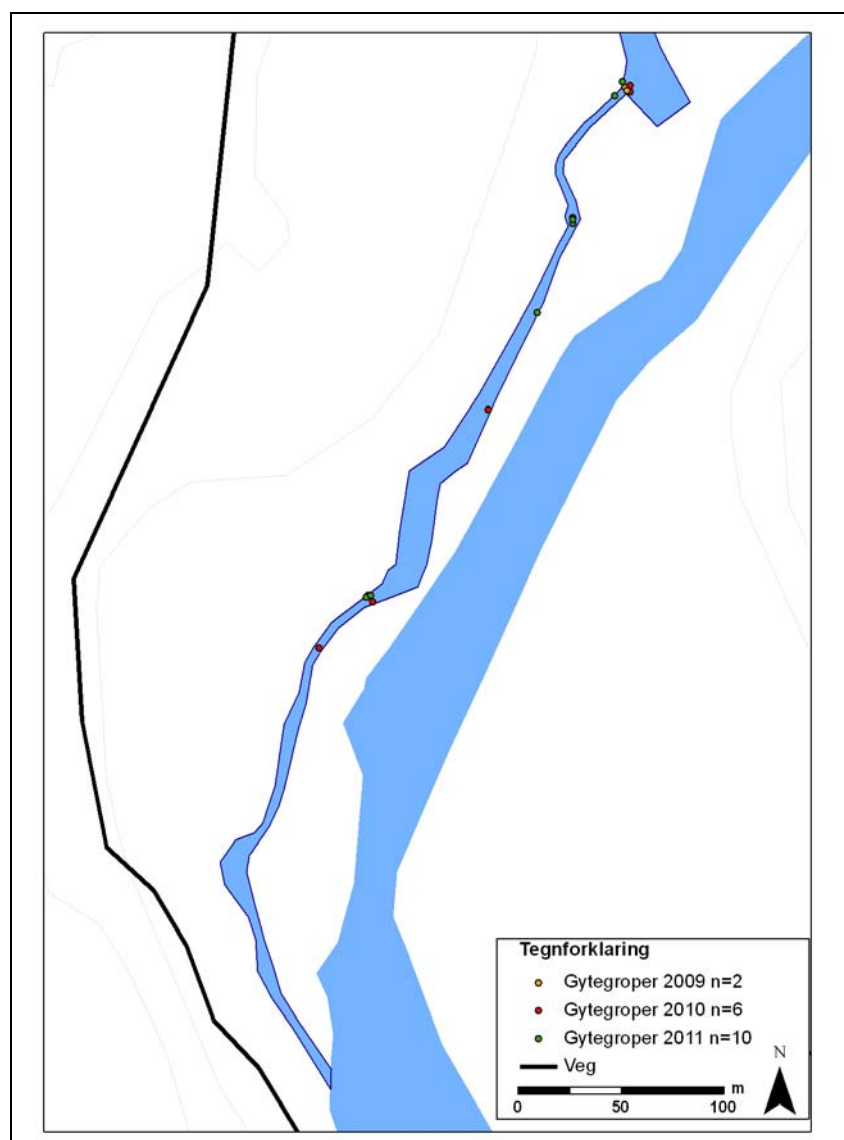 Tegnforklaring
Gytegroper 2009 n=2
Gytegroper 2010 n=6
Gytegroper 2011 n=10
Veg
N
m
0 50 100